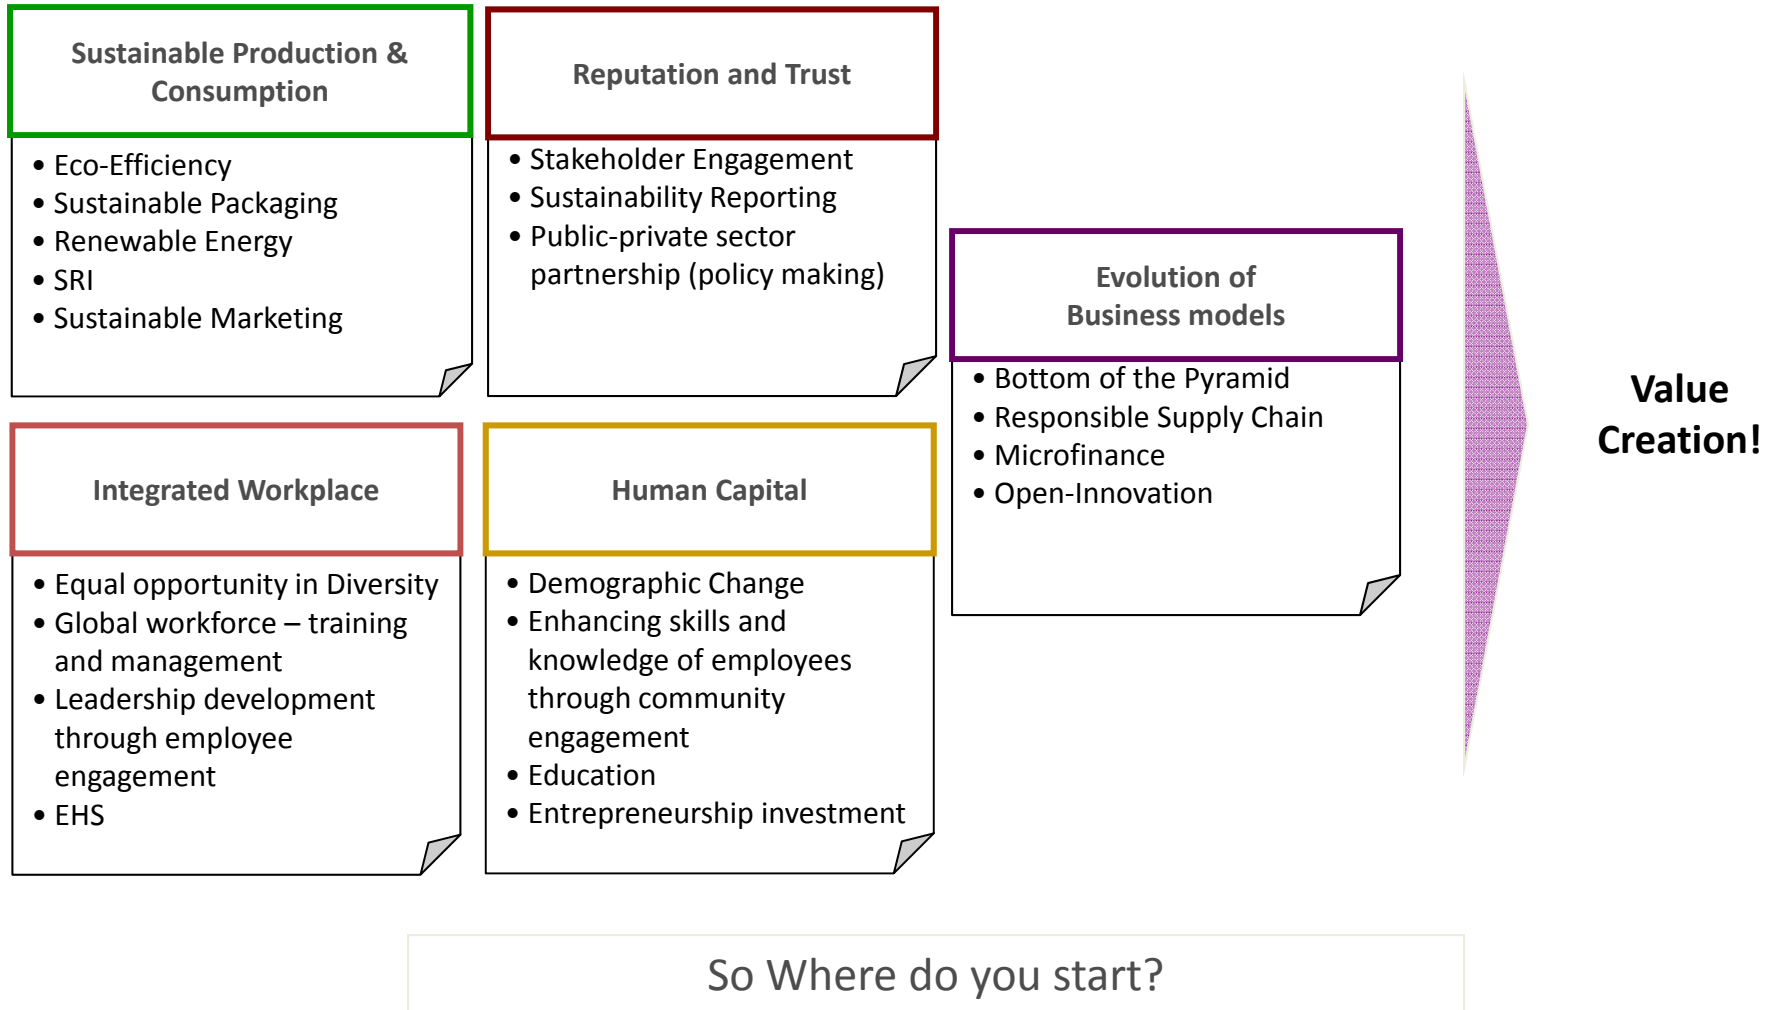 Sustainable Production &
Consumption
• Eco-Efficiency
• Sustainable Packaging
• Renewable Energy
• SRI
• Sustainable Marketing
Reputation and Trust
• Stakeholder Engagement
• Sustainability Reporting
• Public-private sector
partnership (policy making)
Integrated Workplace
• Equal opportunity in Diversity
• Global workforce – training
and management
• Leadership development
through employee
engagement
• EHS
Human Capital
• Demographic Change
• Enhancing skills and
knowledge of employees
through community
engagement
• Education
• Entrepreneurship investment
Evolution of
Business models
• Bottom of the Pyramid
• Responsible Supply Chain
• Microfinance
• Open-Innovation
Value
Creation!
So Where do you start?